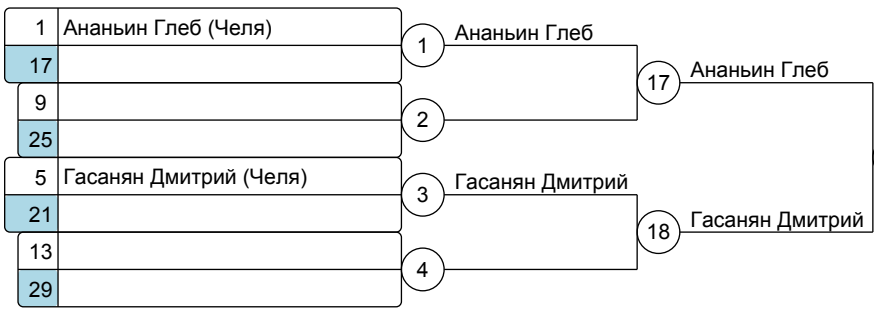 1 Ананьин Глеб (Челя)
17
9
25
5 Гасанян Дмитрий (Челя)
21
13
29
1 Ананьин Глеб
2
3 Гасанян Дмитрий
4
17 Ананьин Глеб
18 Гасанян Дмитрий